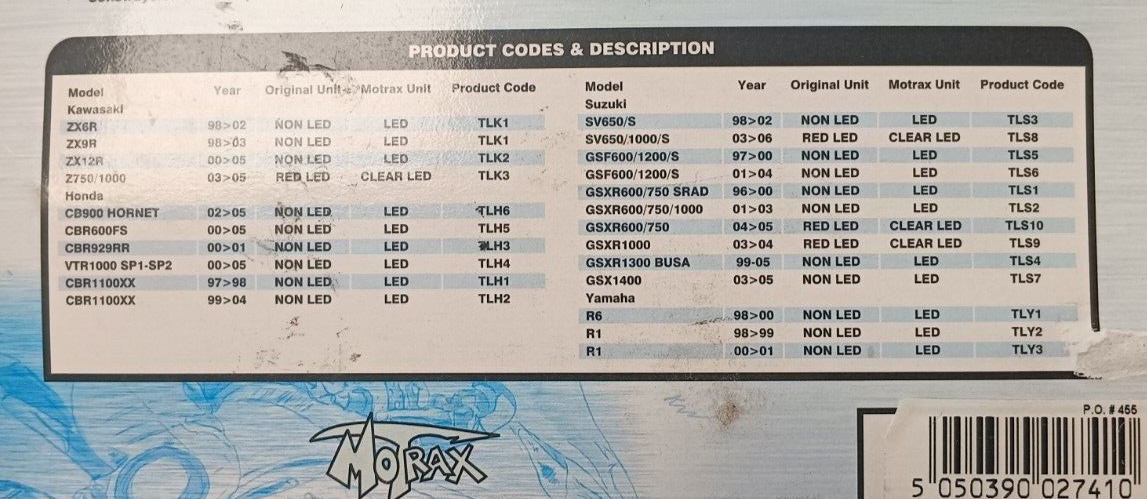 PRODUCT CODES & DESCRIPTION
Model Year Original Unit Motrax Unit Product Code
Kawasaki
ZX6R 98>02 NON LED LED TLK1
ZX9R 98>03 NON LED LED TLK1
ZX12R 00>05 NON LED LED TLK2
Z750/1000 03>05 RED LED CLEAR LED TLK3
Honda
CB900 HORNET 02>05 NON LED LED TLH6
CBR600FS 00>05 NON LED LED TLH5
CBR929RR 00>01 NON LED LED TLH3
VTR1000 SP1-SP2 00>05 NON LED LED TLH4
CBR1100XX 97>98 NON LED LED TLH1
CBR1100XX 99>04 NON LED LED TLH2
Model Year Original Unit Motrax Unit Product Code
Suzuki
SV650/S 98>02 NON LED LED TLS3
SV650/1000/S 03>06 RED LED CLEAR LED TLS8
GSF600/1200/S 97>00 NON LED LED TLS5
GSF600/1200/S 01>04 NON LED LED TLS6
GSXR600/750 SRAD 96>00 NON LED LED TLS1
GSXR600/750/1000 01>03 NON LED LED TLS2
GSXR600/750 04>05 RED LED CLEAR LED TLS10
GSXR1000 03>04 RED LED CLEAR LED TLS9
GSXR1300 BUSA 99-05 NON LED LED TLS4
GSX1400 03>05 NON LED LED TLS7
Yamaha
R6 98>00 NON LED LED TLY1
R1 98>99 NON LED LED TLY2
R1 00>01 NON LED LED TLY3
MOTRAX
P.O. # 466
5 050390 027410